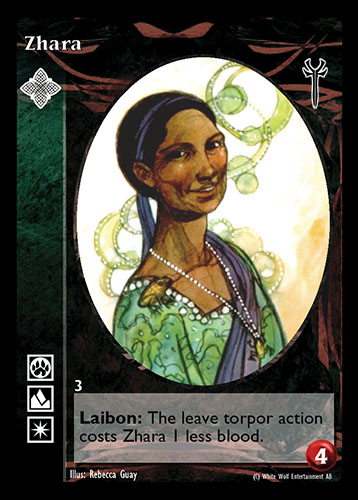 Zhara
3
Laibon: The leave torpor action
costs Zhara 1 less blood.
4
Illus: Rebecca Guay
(C) White Wolf Entertainment AB